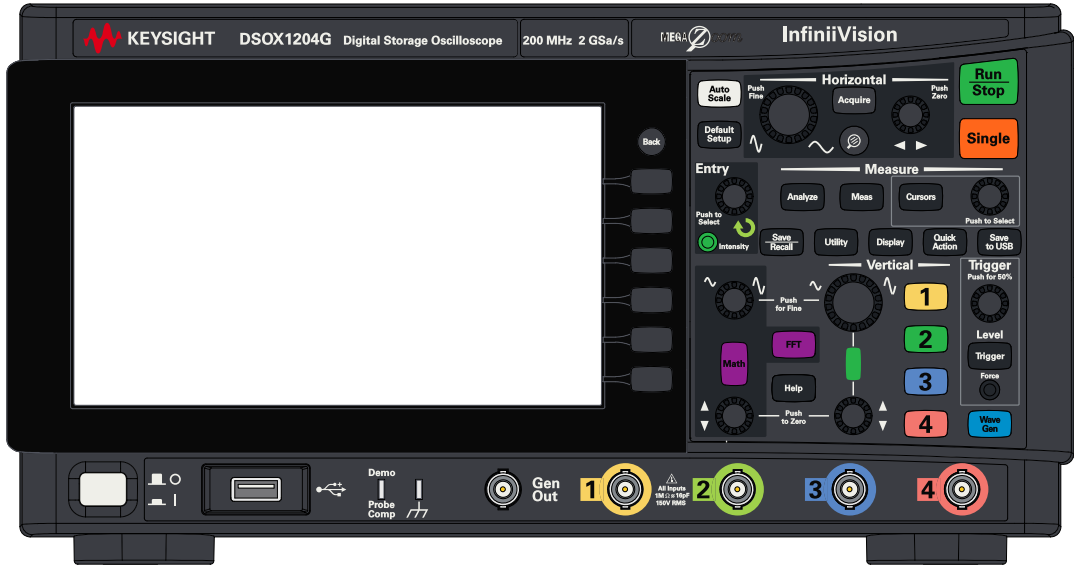 KEYSIGHT DSOX1204G Digital Storage Oscilloscope 200 MHz 2 GSa/s MEGA Z InfiniiVision
Auto
Scale
Push
Fine
Horizontal
Acquire
Push
Zero
Run
Stop
Default
Setup
Single
Back
Entry
Push to
Select
Intensity
Measure
Analyze
Meas
Cursors
Push to Select
Save
Recall
Utility
Display
Quick
Action
Save
to USB
Vertical
Push
for Fine
1
2
3
4
FFT
Math
Help
Push
to Zero
Trigger
Push for 50%
Level
Trigger
Force
Wave
Gen
Demo
Probe
Comp
Gen
Out
1
All Inputs
1MΩ≅16pF
150V RMS
2
3
4